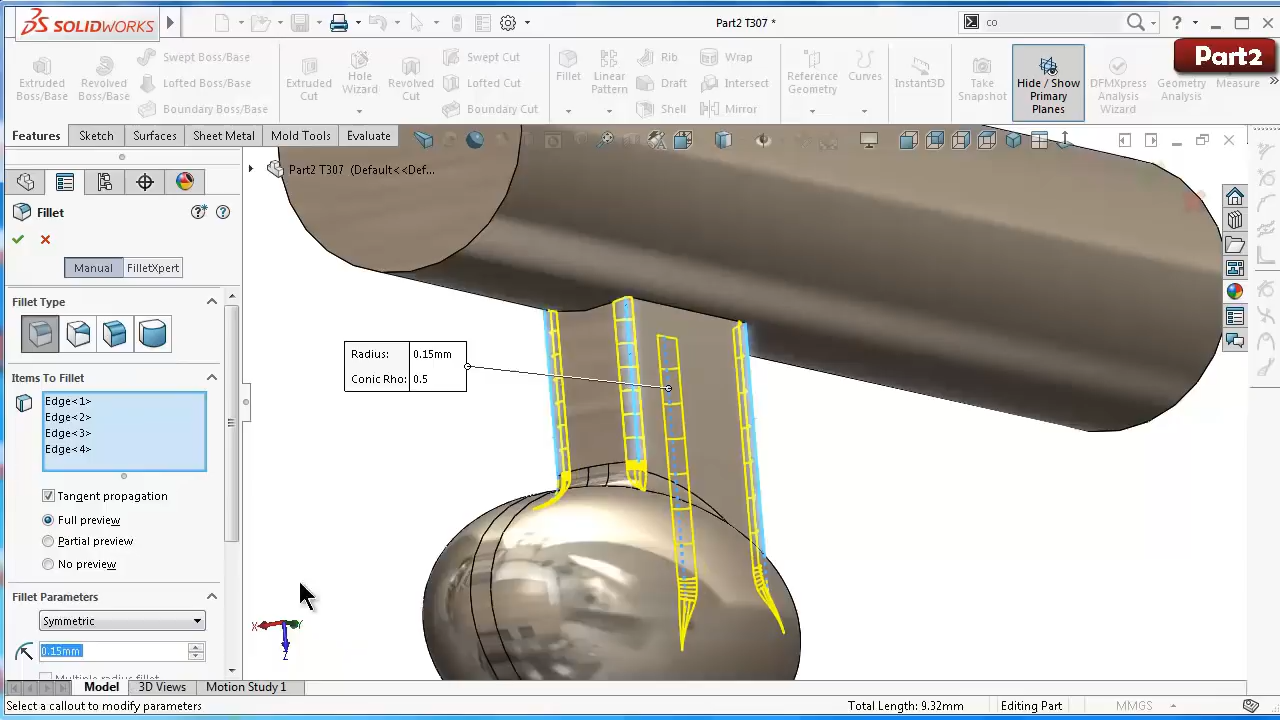 SOLIDWORKS
Part2 T307 *
co
Part2
Extruded Boss/Base
Revolved Boss/Base
Swept Boss/Base
Lofted Boss/Base
Boundary Boss/Base
Extruded Cut
Hole Wizard
Revolved Cut
Swept Cut
Lofted Cut
Boundary Cut
Fillet
Linear Pattern
Rib
Draft
Shell
Wrap
Intersect
Mirror
Reference Geometry
Curves
Instant3D
Take Snapshot
Hide / Show Primary Planes
DFMXpress Analysis Wizard
Geometry Analysis
Measure
Features
Sketch
Surfaces
Sheet Metal
Mold Tools
Evaluate
Part2 T307 (Default<<Def...
Fillet
Manual
FilletXpert
Fillet Type
Items To Fillet
Edge<1>
Edge<2>
Edge<3>
Edge<4>
Tangent propagation
Full preview
Partial preview
No preview
Fillet Parameters
Symmetric
0.15mm
Multiple radius fillet
Radius: 0.15mm
Conic Rho: 0.5
X
Y
Z
Model
3D Views
Motion Study 1
Select a callout to modify parameters
Total Length: 9.32mm
Editing Part
MMGS